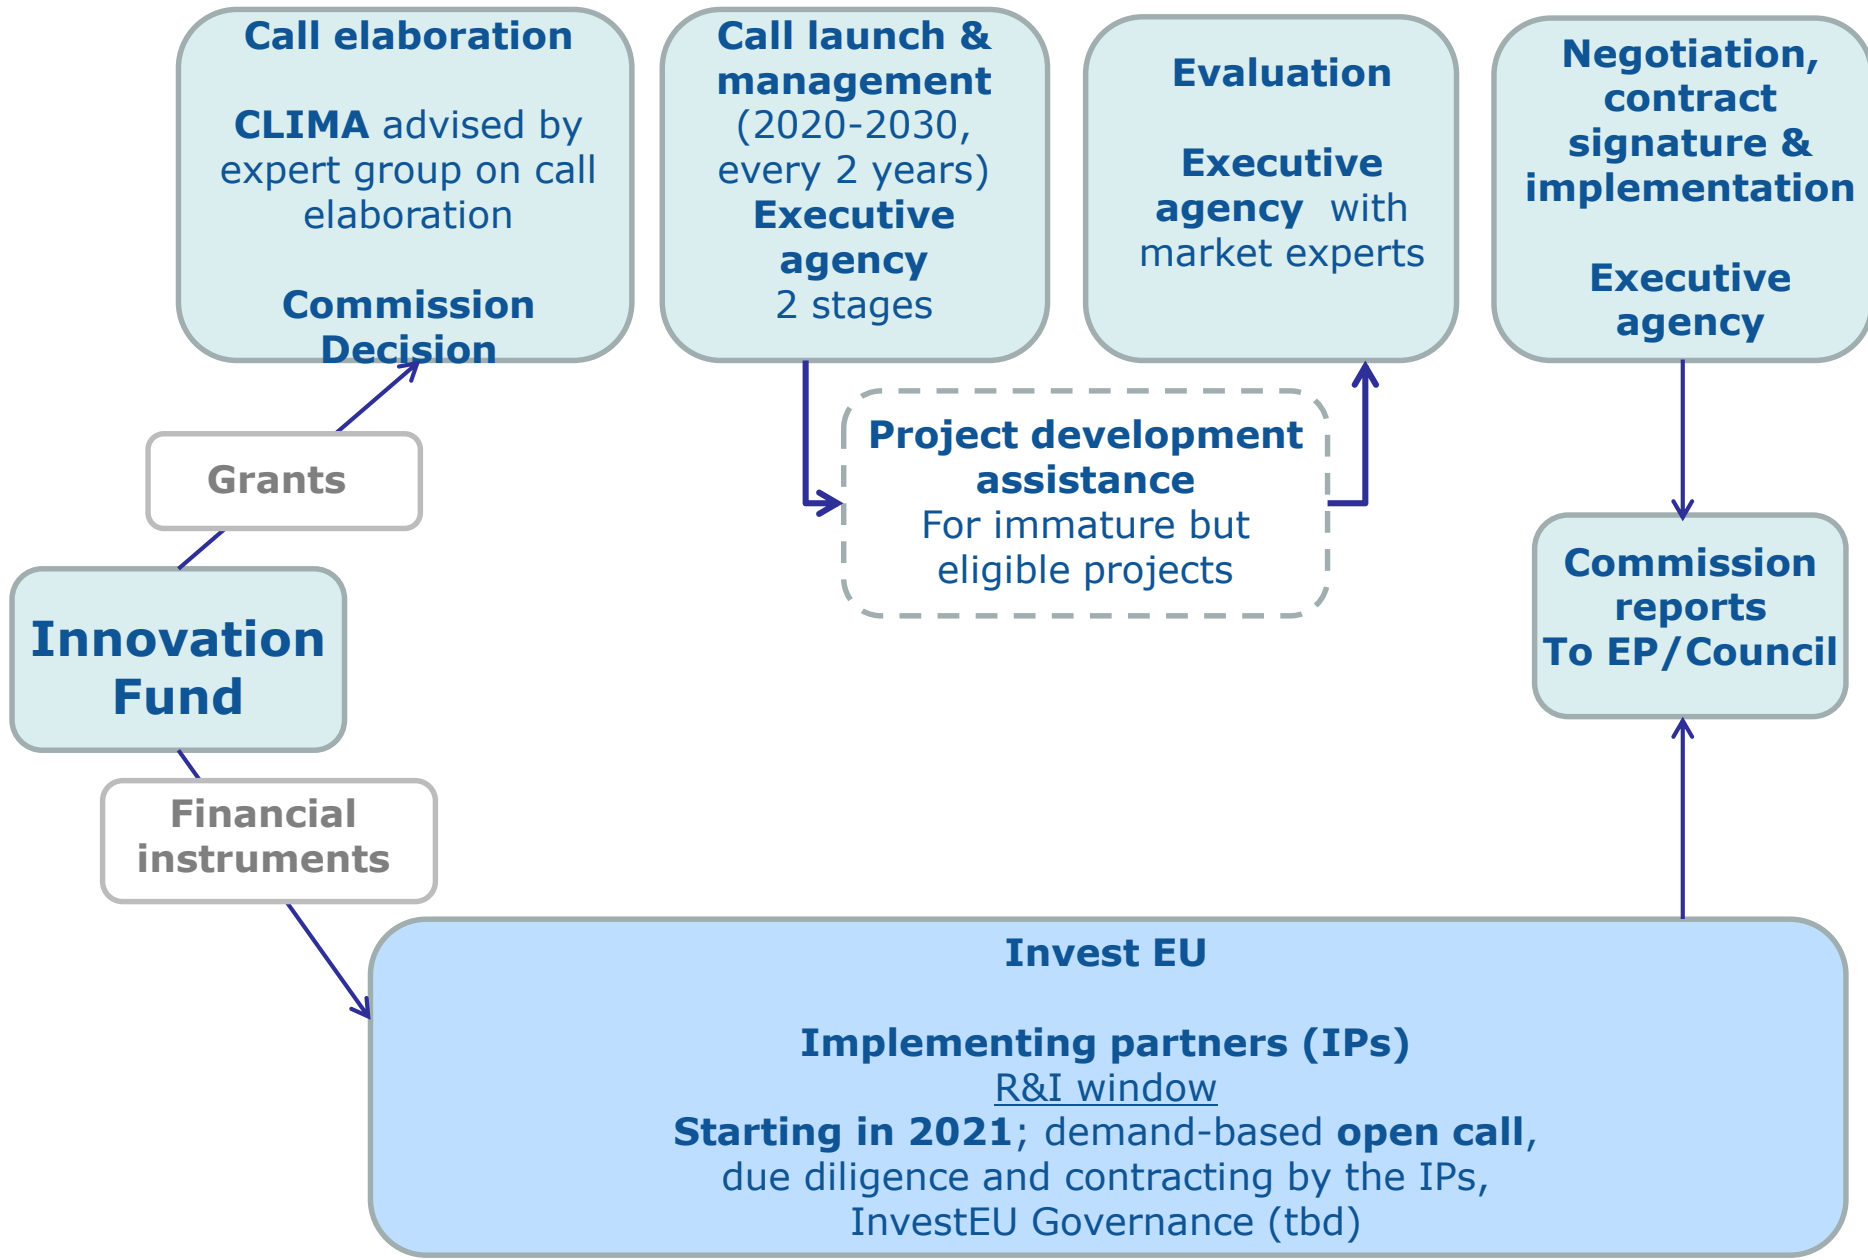 Call elaboration
CLIMA advised by
expert group on call
elaboration
Commission
Decision
Call launch &
management
(2020-2030,
every 2 years)
Executive
agency
2 stages
Evaluation
Executive
agency with
market experts
Negotiation,
contract
signature &
implementation
Executive
agency
Grants
Project development
assistance
For immature but
eligible projects
Innovation
Fund
Commission
reports
To EP/Council
Financial
instruments
Invest EU
Implementing partners (IPs)
R&I window
Starting in 2021; demand-based open call,
due diligence and contracting by the IPs,
InvestEU Governance (tbd)